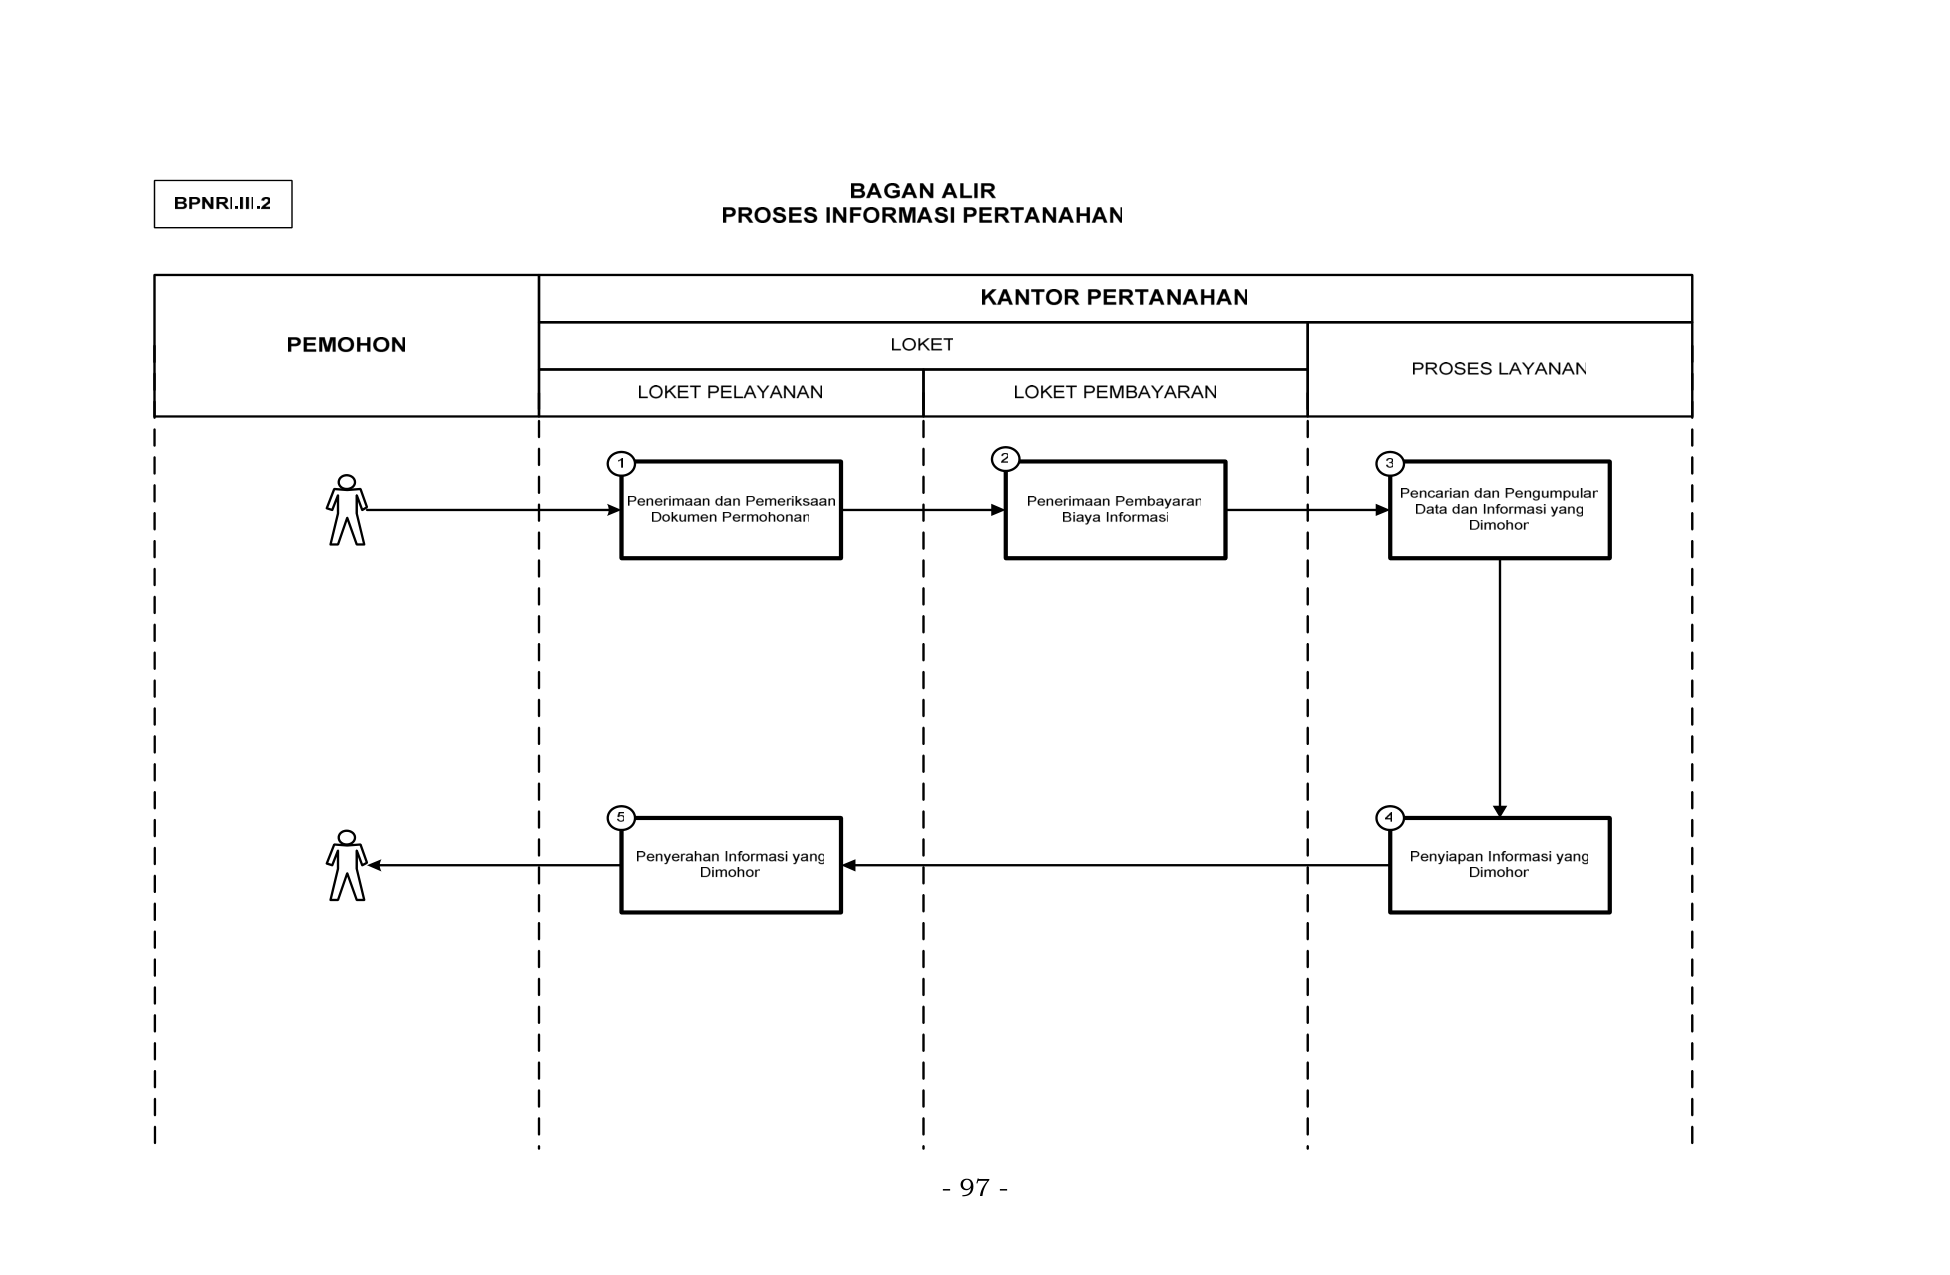 BPNRI.III.2
BAGAN ALIR
PROSES INFORMASI PERTANAHAN
PEMOHON
KANTOR PERTANAHAN
LOKET
PROSES LAYANAN
LOKET PELAYANAN
LOKET PEMBAYARAN
1
Penerimaan dan Pemeriksaan
Dokumen Permohonan
2
Penerimaan Pembayaran
Biaya Informasi
3
Pencarian dan Pengumpulan
Data dan Informasi yang
Dimohon
4
Penyiapan Informasi yang
Dimohon
5
Penyerahan Informasi yang
Dimohon
- 97 -